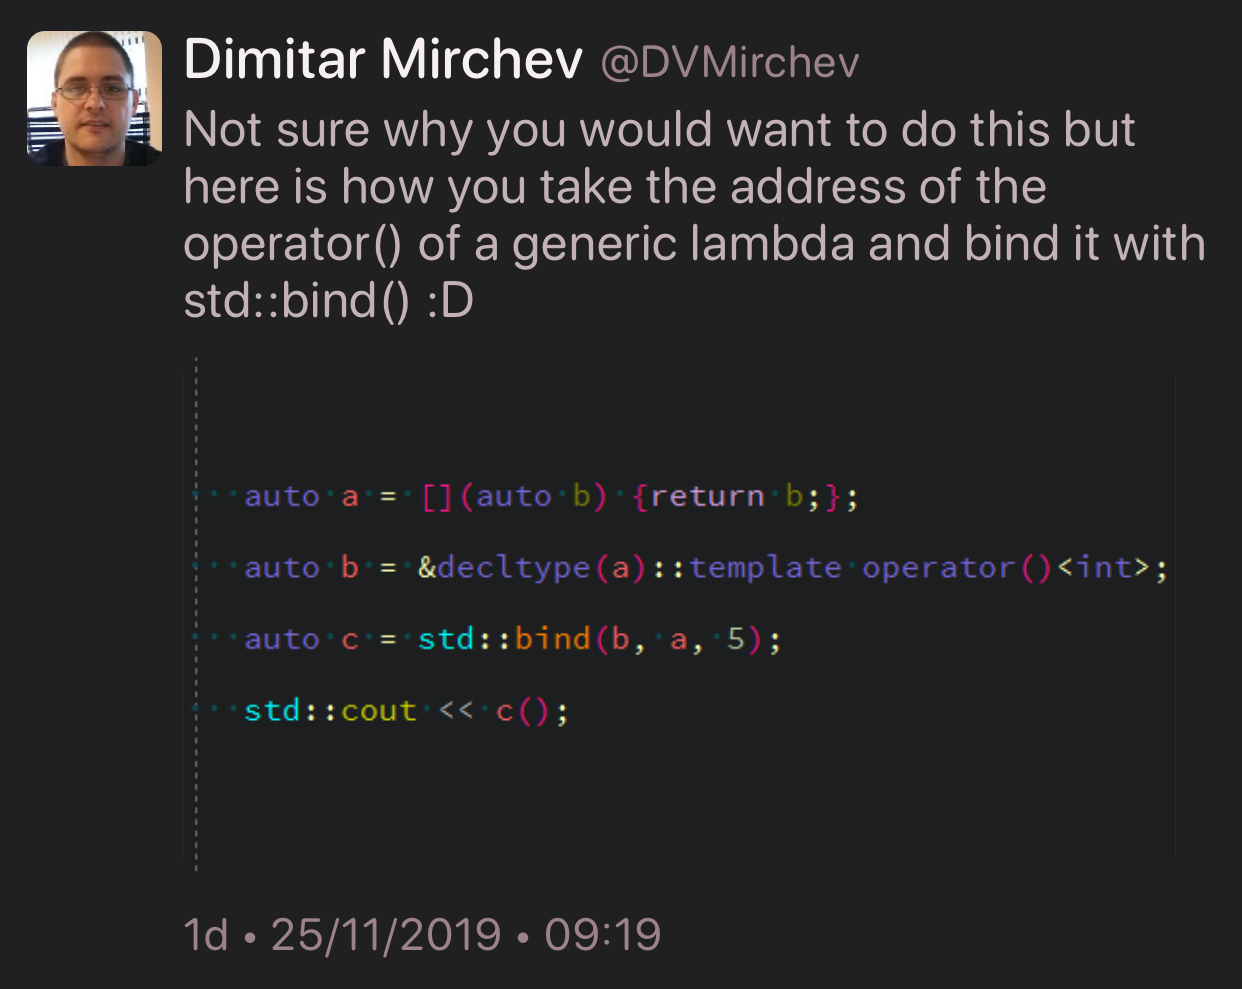 Dimitar Mirchev @DVMirchev
Not sure why you would want to do this but
here is how you take the address of the
operator() of a generic lambda and bind it with
std::bind() :D
auto a = [](auto b) {return b;};
auto b = &decltype(a)::template operator()<int>;
auto c = std::bind(b, a, 5);
std::cout << c();
1d • 25/11/2019 • 09:19